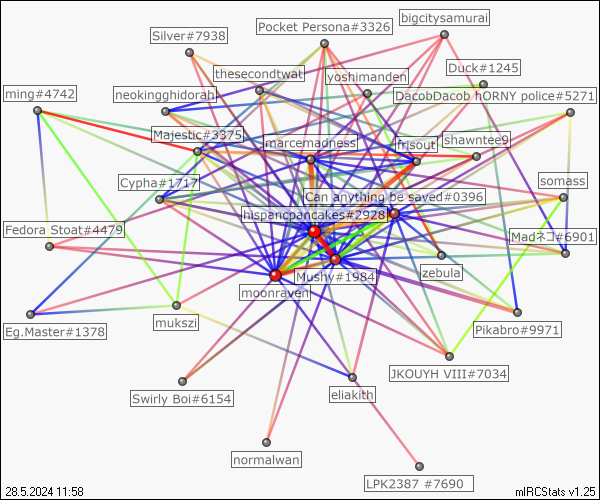 bigcitysamurai
Pocket Persona#3326
Silver#7938
Duck#1245
thesecondtwat
yoshimanden
ming#4742
neokingghidorah
DacobDacob hORNY police#5271
Majestic#3375
marcemadness
frisout
shawntee9
Cypha#1717
Can anything be saved#0396
somass
hispancpancakes#2928
Fedora Stoat#4479
Madネコ#6901
Mushy#1984
zebula
moonraven
mukszi
Eg.Master#1378
Pikabro#9971
JKOUYH VIII#7034
Swirly Boi#6154
eliakith
normalwan
LPK2387 #7690
28.5.2024 11:58
mIRCStats v1.25